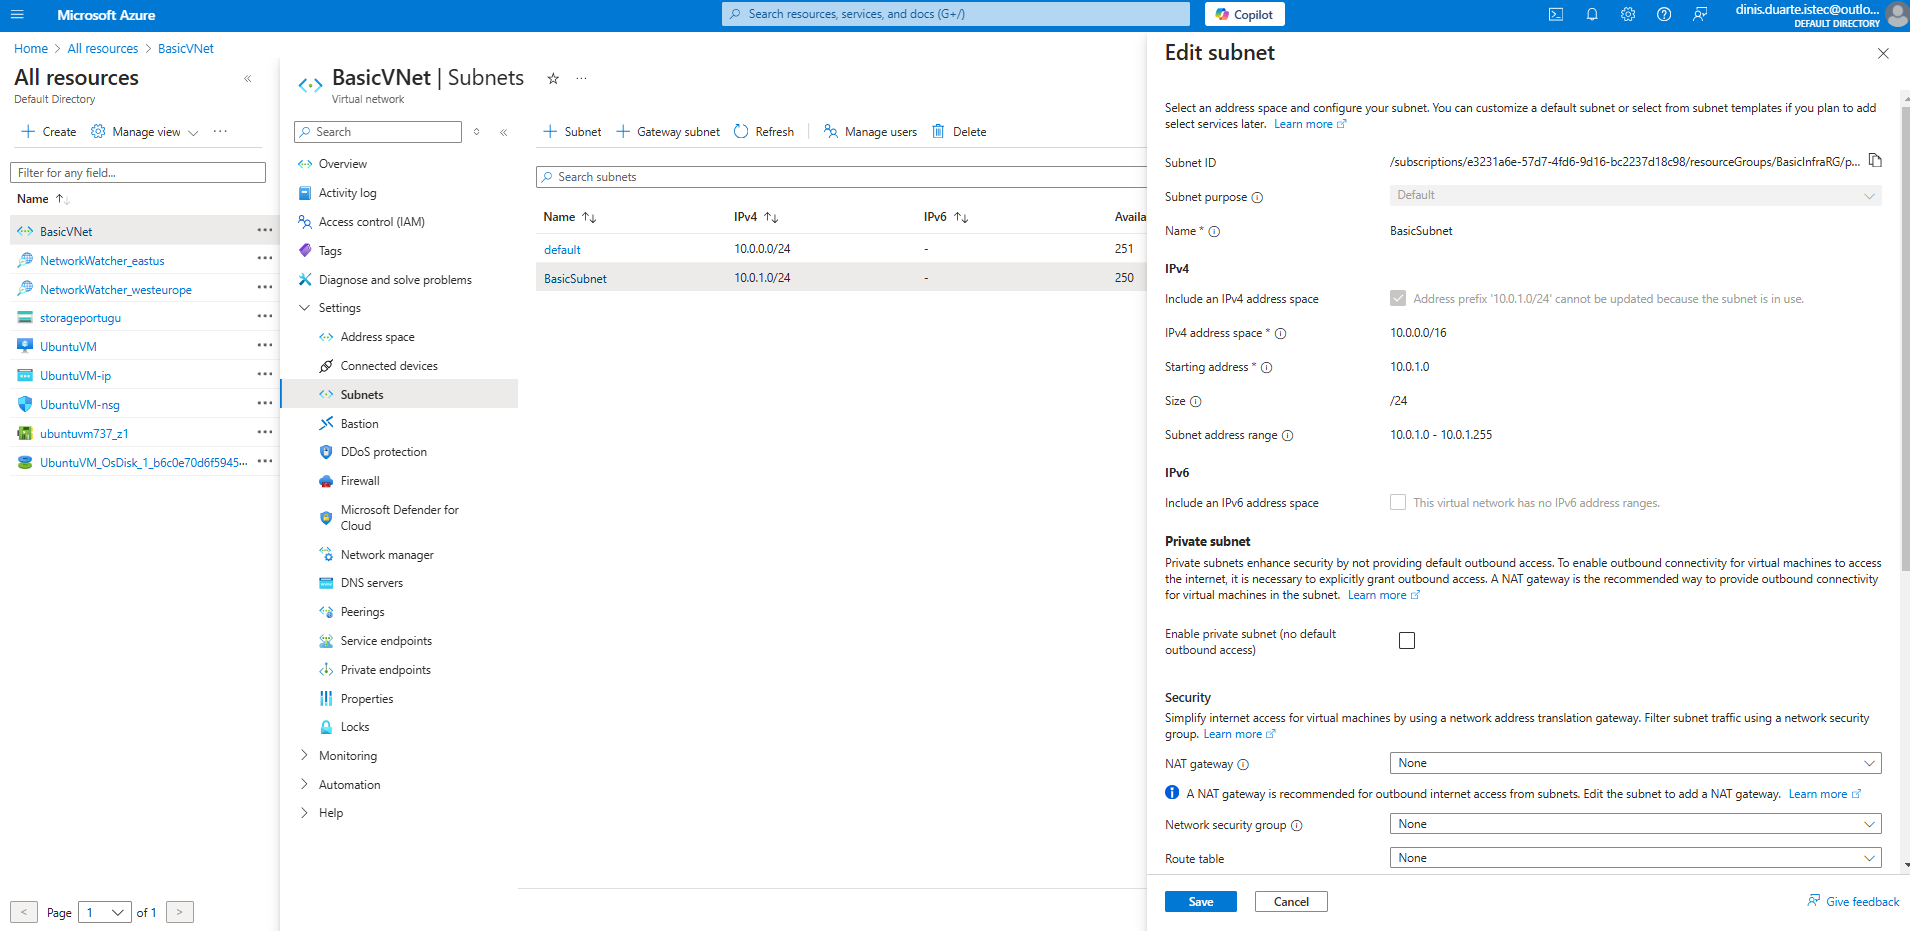 Microsoft Azure
Search resources, services, and docs (G+/)
Copilot
dinis.duarte.istec@outlo...
DEFAULT DIRECTORY
Home > All resources > BasicVNet
All resources
Default Directory
Create
Manage view
Filter for any field...
Name
BasicVNet
NetworkWatcher_eastus
NetworkWatcher_westeurope
storageportugu
UbuntuVM
UbuntuVM-ip
UbuntuVM-nsg
ubuntuvm737_z1
UbuntuVM_OsDisk_1_b6c0e70d6f5945...
< Page 1 of 1 >
BasicVNet | Subnets
Virtual network
Search
Overview
Activity log
Access control (IAM)
Tags
Diagnose and solve problems
Settings
Address space
Connected devices
Subnets
Bastion
DDoS protection
Firewall
Microsoft Defender for
Cloud
Network manager
DNS servers
Peerings
Service endpoints
Private endpoints
Properties
Locks
Monitoring
Automation
Help
Subnet
Gateway subnet
Refresh
Manage users
Delete
Search subnets
Name IPv4 IPv6 Availa
default 10.0.0.0/24 - 251
BasicSubnet 10.0.1.0/24 - 250
Edit subnet
Select an address space and configure your subnet. You can customize a default subnet or select from subnet templates if you plan to add
select services later. Learn more
Subnet ID /subscriptions/e3231a6e-57d7-4fd6-9d16-bc2237d18c98/resourceGroups/BasicInfraRG/p...
Subnet purpose Default
Name * BasicSubnet
IPv4
Include an IPv4 address space Address prefix '10.0.1.0/24' cannot be updated because the subnet is in use.
IPv4 address space * 10.0.0.0/16
Starting address * 10.0.1.0
Size /24
Subnet address range 10.0.1.0 - 10.0.1.255
IPv6
Include an IPv6 address space This virtual network has no IPv6 address ranges.
Private subnet
Private subnets enhance security by not providing default outbound access. To enable outbound connectivity for virtual machines to access
the internet, it is necessary to explicitly grant outbound access. A NAT gateway is the recommended way to provide outbound connectivity
for virtual machines in the subnet. Learn more
Enable private subnet (no default
outbound access)
Security
Simplify internet access for virtual machines by using a network address translation gateway. Filter subnet traffic using a network security
group. Learn more
NAT gateway None
A NAT gateway is recommended for outbound internet access from subnets. Edit the subnet to add a NAT gateway. Learn more
Network security group None
Route table None
Save
Cancel
Give feedback